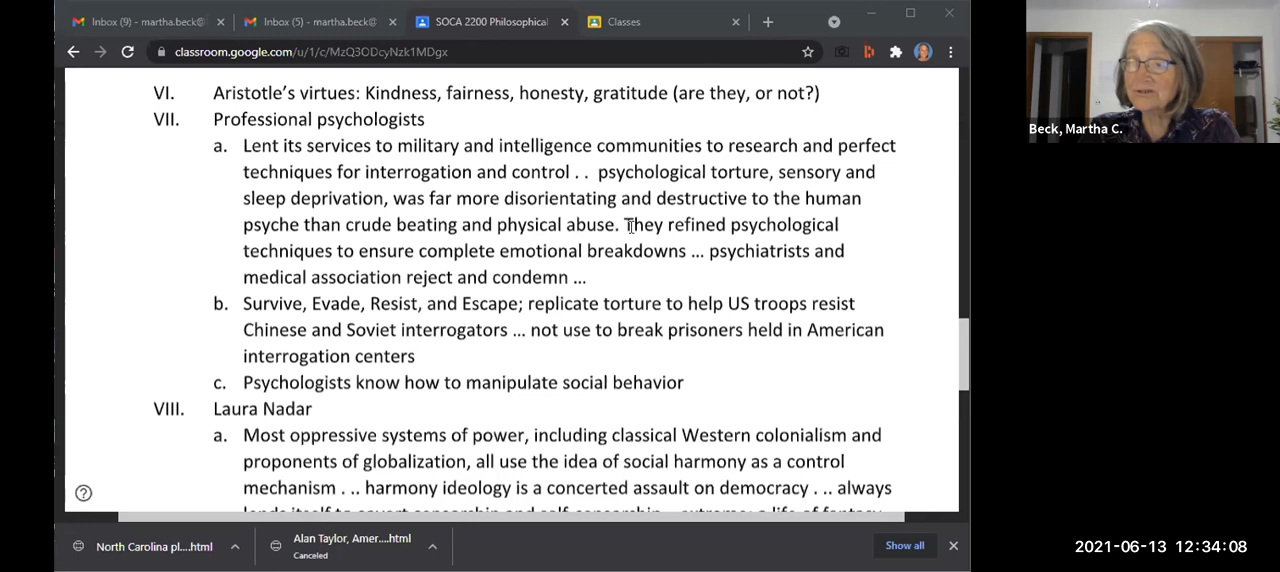 Inbox (9) - martha.beck@
Inbox (5) - martha.beck@
SOCA 2200 Philosophical
Classes
classroom.google.com/u/1/c/MzQ3ODcyNzk1MDgx
VI. Aristotle's virtues: Kindness, fairness, honesty, gratitude (are they, or not?)
VII. Professional psychologists
a. Lent its services to military and intelligence communities to research and perfect
techniques for interrogation and control . . psychological torture, sensory and
sleep deprivation, was far more disorientating and destructive to the human
psyche than crude beating and physical abuse. They refined psychological
techniques to ensure complete emotional breakdowns ... psychiatrists and
medical association reject and condemn ...
b. Survive, Evade, Resist, and Escape; replicate torture to help US troops resist
Chinese and Soviet interrogators ... not use to break prisoners held in American
interrogation centers
c. Psychologists know how to manipulate social behavior
VIII. Laura Nadar
a. Most oppressive systems of power, including classical Western colonialism and
proponents of globalization, all use the idea of social harmony as a control
mechanism . .. harmony ideology is a concerted assault on democracy . .. always
North Carolina pl....html
Alan Taylor, Amer....html
Canceled
Show all
Beck, Martha C.
2021-06-13 12:34:08